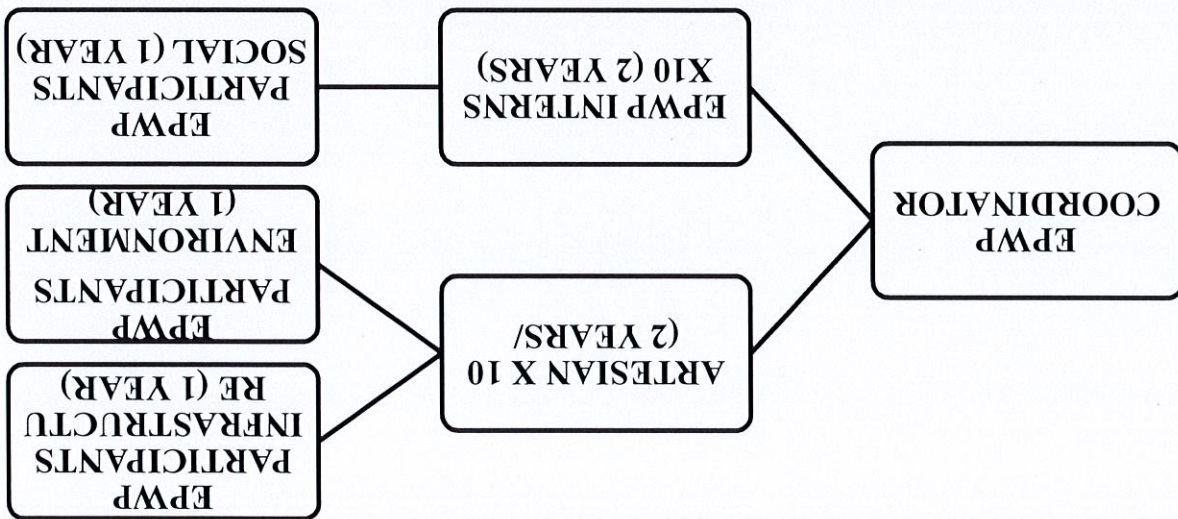 EPWP
COORDINATOR
ARTESIAN X 10
(2 YEARS/
EPWP
PARTICIPANTS
INFRASTRUCTU
RE (1 YEAR)
EPWP
PARTICIPANTS
ENVIRONMENT
(1 YEAR)
EPWP INTERNS
X10 (2 YEARS)
EPWP
PARTICIPANTS
SOCIAL (1 YEAR)